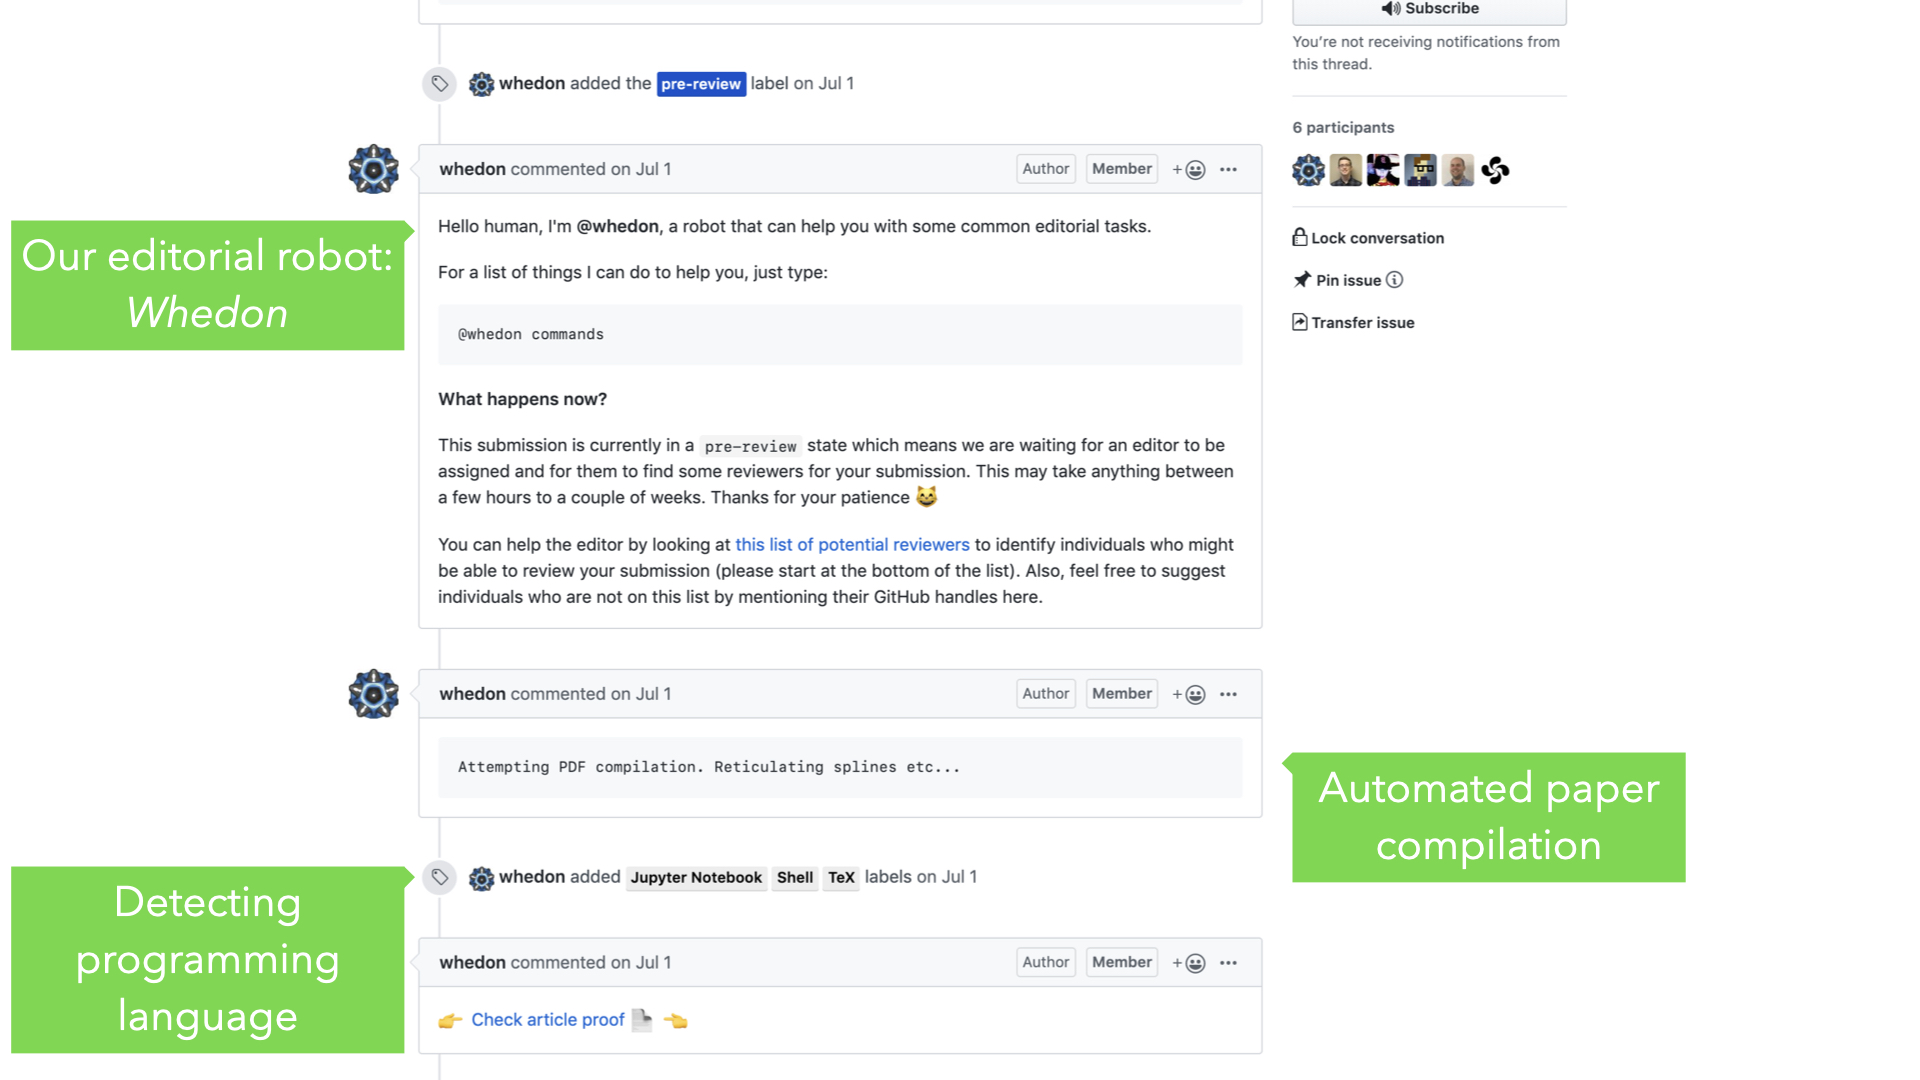 Subscribe
You're not receiving notifications from
this thread.
whedon added the pre-review label on Jul 1
6 participants
whedon commented on Jul 1 Author Member
Our editorial robot:
Whedon
Hello human, I'm @whedon, a robot that can help you with some common editorial tasks.
For a list of things I can do to help you, just type:
@whedon commands
Lock conversation
Pin issue
Transfer issue
What happens now?
This submission is currently in a pre-review state which means we are waiting for an editor to be
assigned and for them to find some reviewers for your submission. This may take anything between
a few hours to a couple of weeks. Thanks for your patience 😸
You can help the editor by looking at this list of potential reviewers to identify individuals who might
be able to review your submission (please start at the bottom of the list). Also, feel free to suggest
individuals who are not on this list by mentioning their GitHub handles here.
whedon commented on Jul 1 Author Member
Attempting PDF compilation. Reticulating splines etc...
Automated paper
compilation
whedon added Jupyter Notebook Shell TeX labels on Jul 1
Detecting
programming
language
whedon commented on Jul 1 Author Member
👉 Check article proof 📄 👈